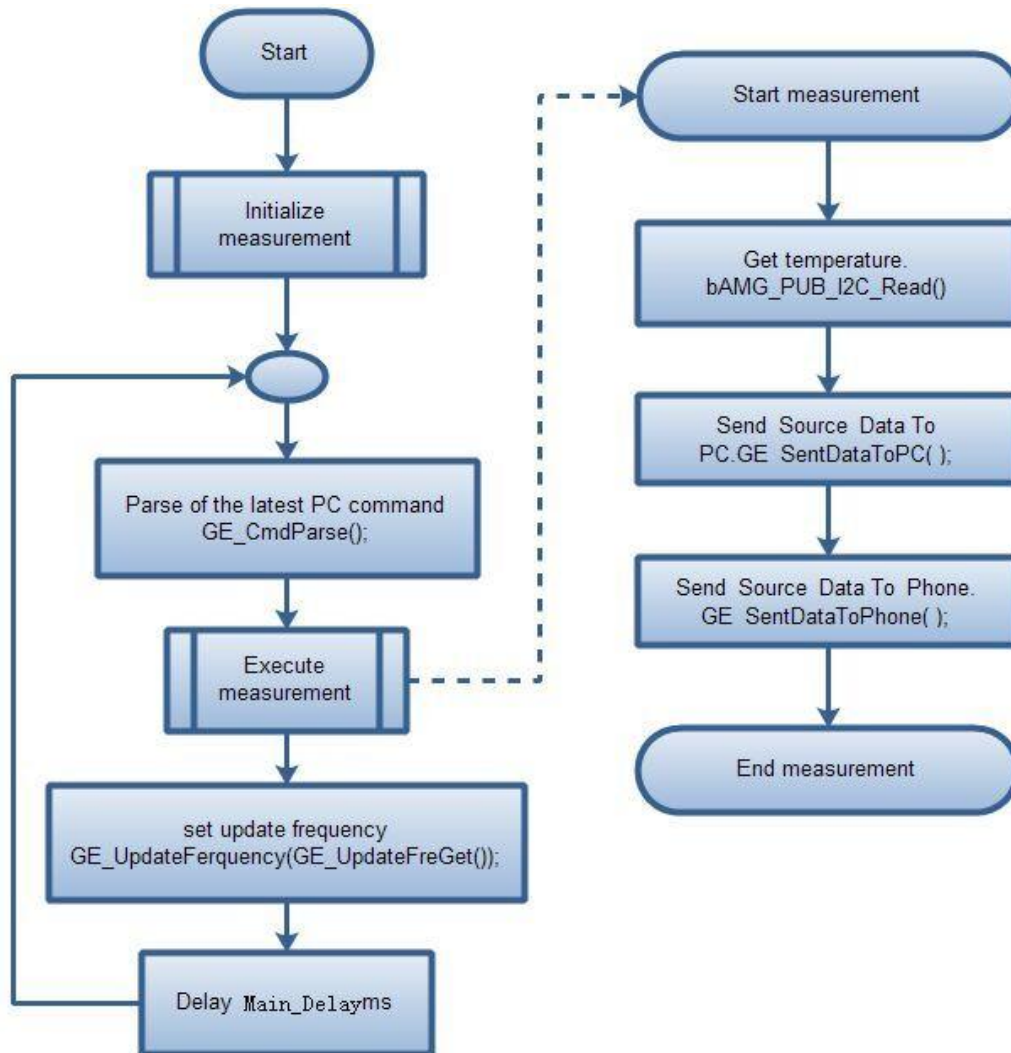 Start
Initialize
measurement
Parse of the latest PC command
GE_CmdParse();
Execute
measurement
set update frequency
GE_UpdateFerquency(GE_UpdateFreGet());
Delay Main_Delayms
Start measurement
Get temperature.
bAMG_PUB_I2C_Read()
Send Source Data To
PC.GE SentDataToPC( );
Send Source Data To Phone.
GE SentDataToPhone( );
End measurement